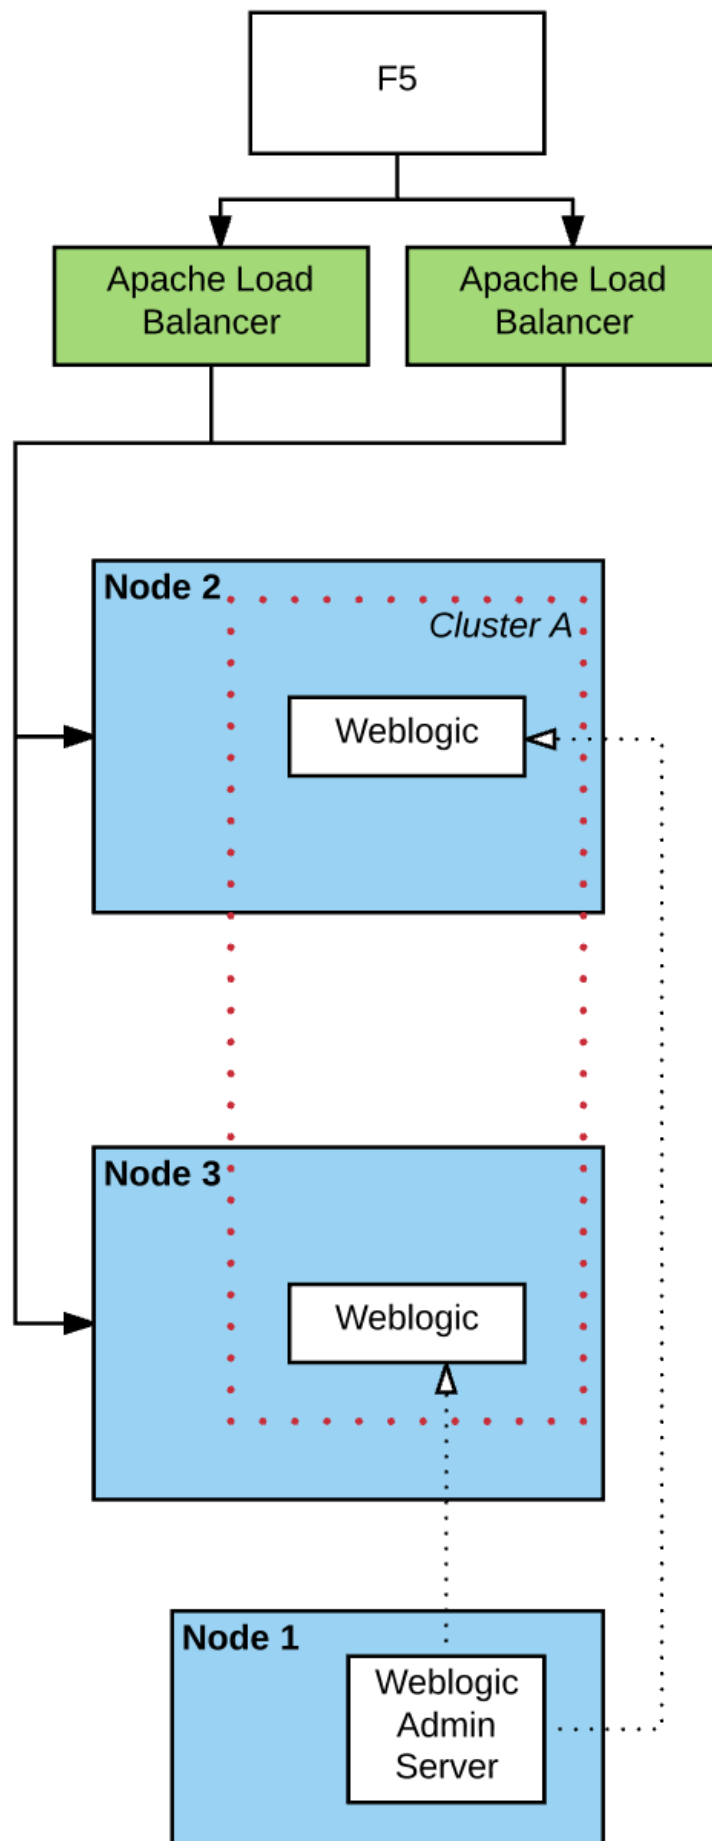 F5
Apache Load
Balancer
Apache Load
Balancer
Node 2
Cluster A
Weblogic
Node 3
Weblogic
Node 1
Weblogic
Admin
Server